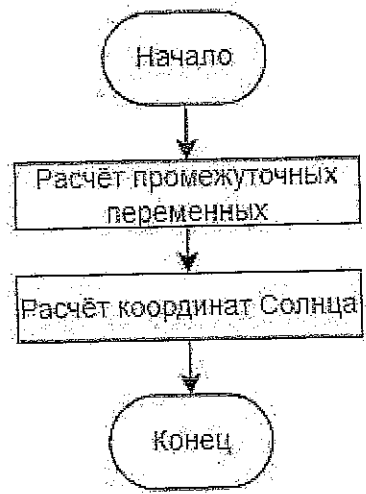 Начало
Расчёт промежуточных
переменных
Расчёт координат Солнца
Конец